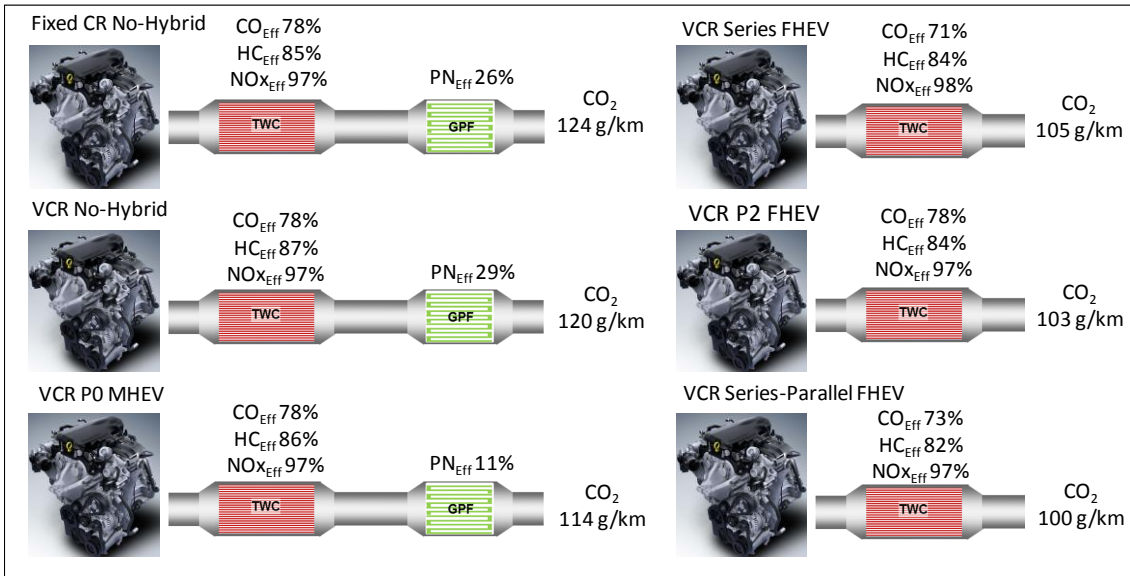 Fixed CR No-Hybrid
CO_Eff 78%
HC_Eff 85%
NOx_Eff 97%
PN_Eff 26%
TWC
GPF
CO2
124 g/km
VCR No-Hybrid
CO_Eff 78%
HC_Eff 87%
NOx_Eff 97%
PN_Eff 29%
TWC
GPF
CO2
120 g/km
VCR P0 MHEV
CO_Eff 78%
HC_Eff 86%
NOx_Eff 97%
PN_Eff 11%
TWC
GPF
CO2
114 g/km
VCR Series FHEV
CO_Eff 71%
HC_Eff 84%
NOx_Eff 98%
TWC
CO2
105 g/km
VCR P2 FHEV
CO_Eff 78%
HC_Eff 84%
NOx_Eff 97%
TWC
CO2
103 g/km
VCR Series-Parallel FHEV
CO_Eff 73%
HC_Eff 82%
NOx_Eff 97%
TWC
CO2
100 g/km